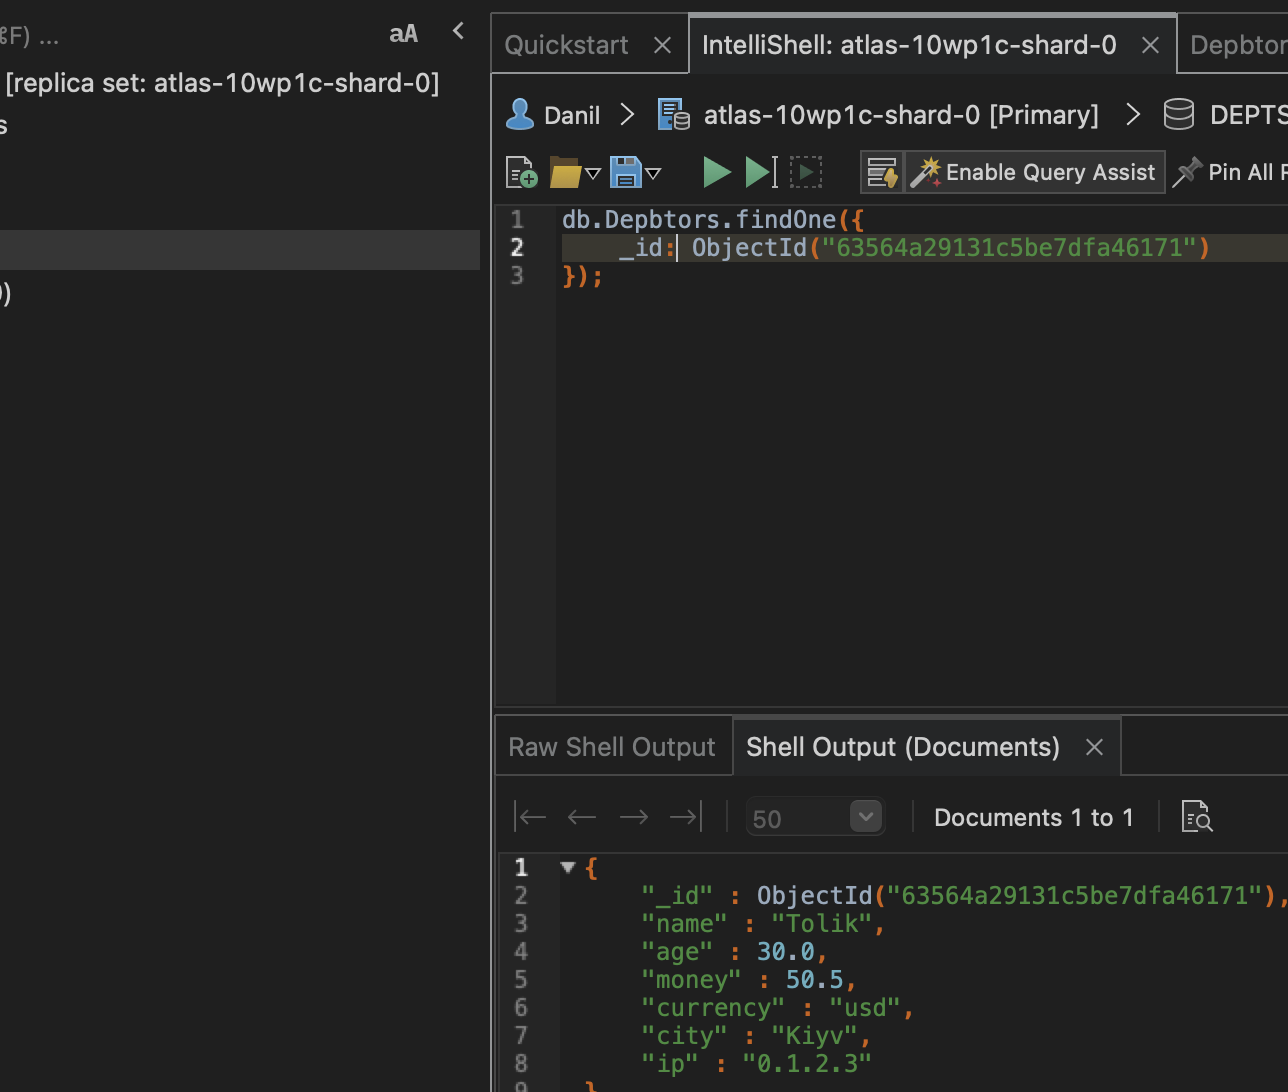 ⌘F) ...
aA
[replica set: atlas-10wp1c-shard-0]
s
)
Quickstart
IntelliShell: atlas-10wp1c-shard-0
Depbtor
Danil
atlas-10wp1c-shard-0 [Primary]
DEPTS
Enable Query Assist
Pin All R
1 db.Depbtors.findOne({
2 _id: ObjectId("63564a29131c5be7dfa46171")
3 });
Raw Shell Output
Shell Output (Documents)
50
Documents 1 to 1
1 {
2 "_id" : ObjectId("63564a29131c5be7dfa46171"),
3 "name" : "Tolik",
4 "age" : 30.0,
5 "money" : 50.5,
6 "currency" : "usd",
7 "city" : "Kiyv",
8 "ip" : "0.1.2.3"
9 }